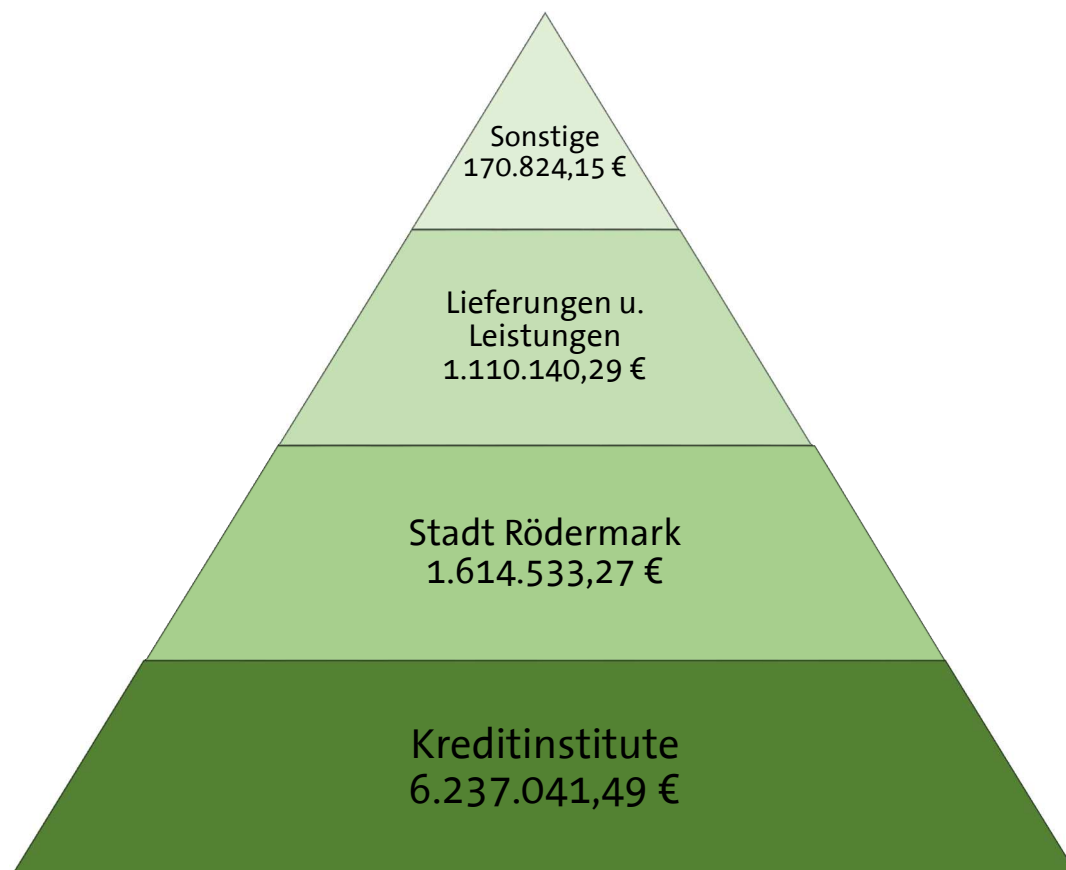 Sonstige
170.824,15 €
Lieferungen u.
Leistungen
1.110.140,29 €
Stadt Rödermark
1.614.533,27 €
Kreditinstitute
6.237.041,49 €